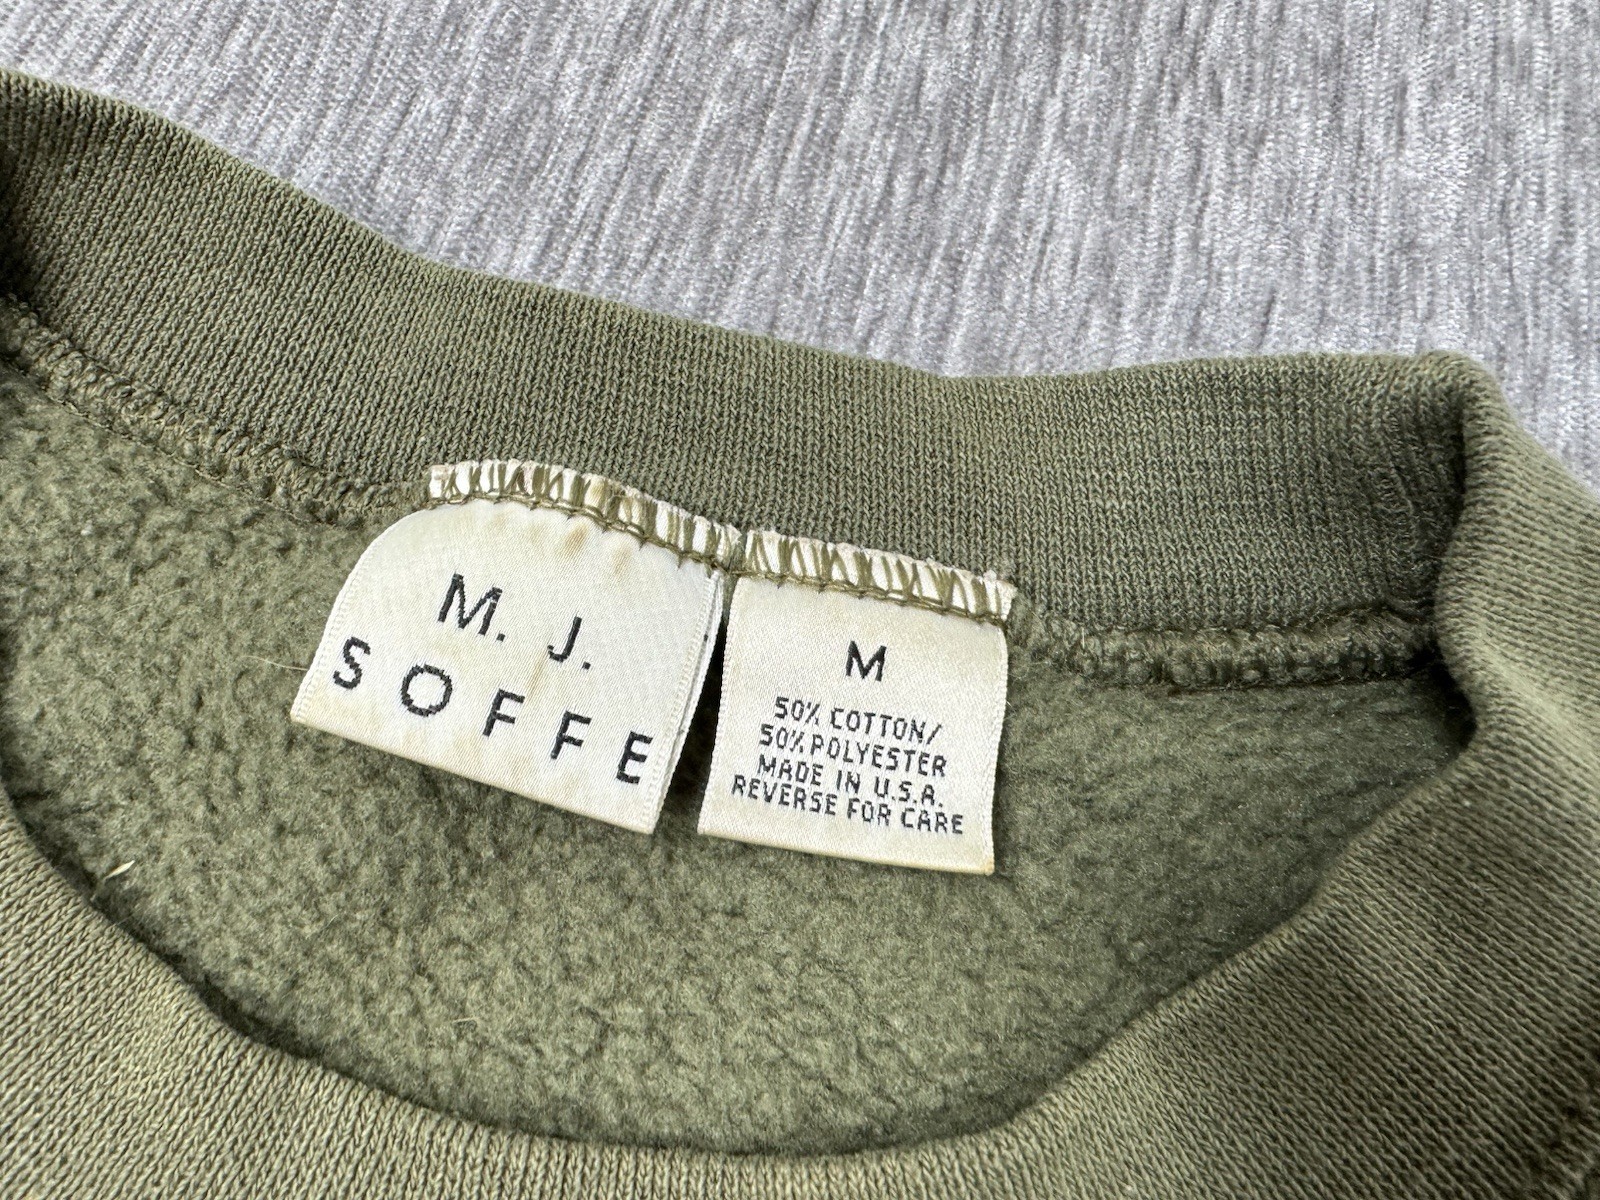 M. J.
SOFFE
M
50% COTTON/
50% POLYESTER
MADE IN U.S.A.
REVERSE FOR CARE